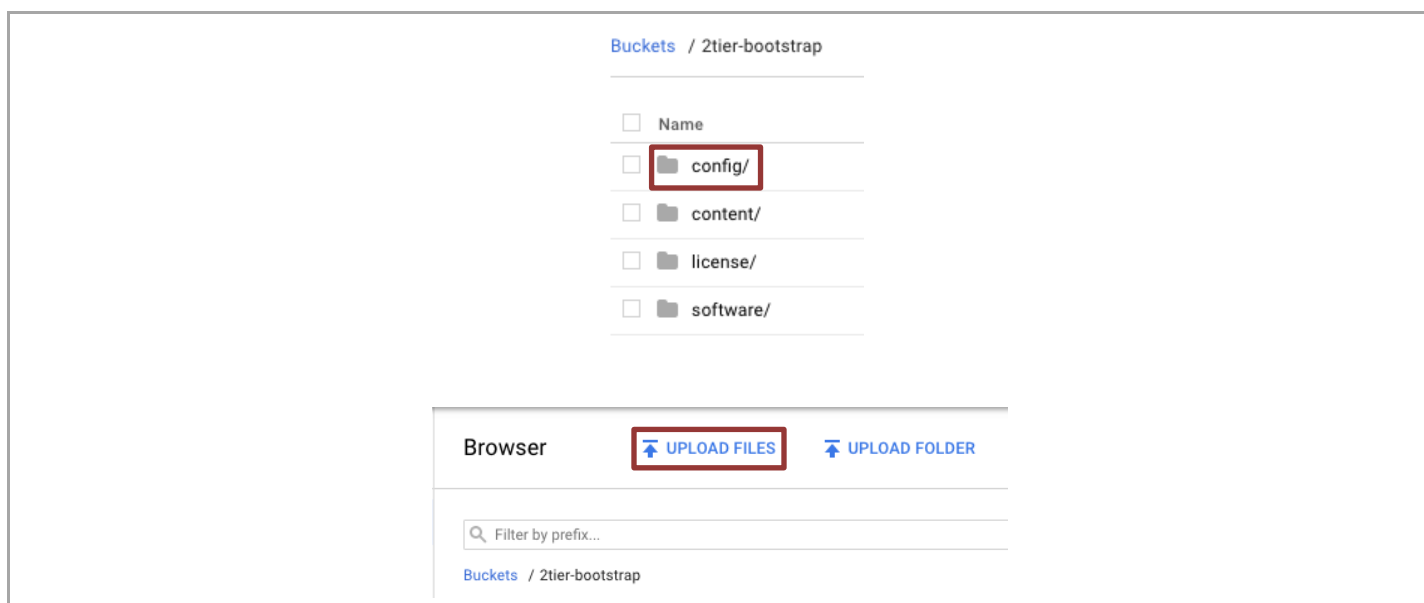 Buckets / 2tier-bootstrap
Name
config/
content/
license/
software/
Browser UPLOAD FILES UPLOAD FOLDER
Filter by prefix...
Buckets / 2tier-bootstrap